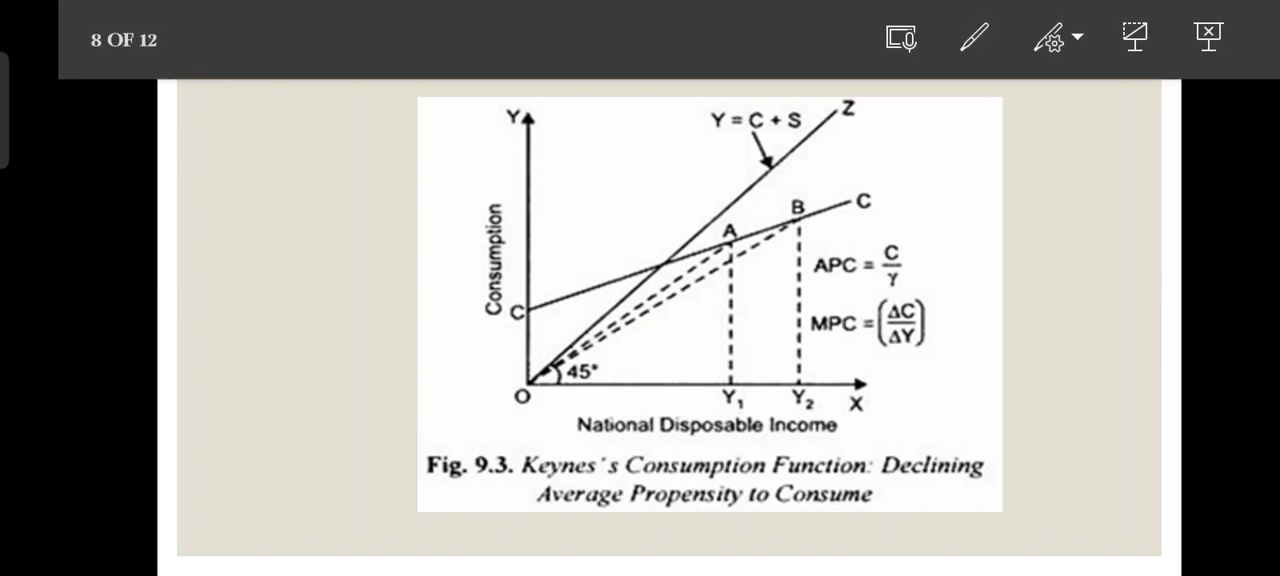 8 OF 12
Y
Y = C + S
Z
C
B
A
Consumption
APC = C/Y
MPC = (ΔC/ΔY)
C
45°
O
Y₁
Y₂
X
National Disposable Income
Fig. 9.3. Keynes's Consumption Function: Declining
Average Propensity to Consume